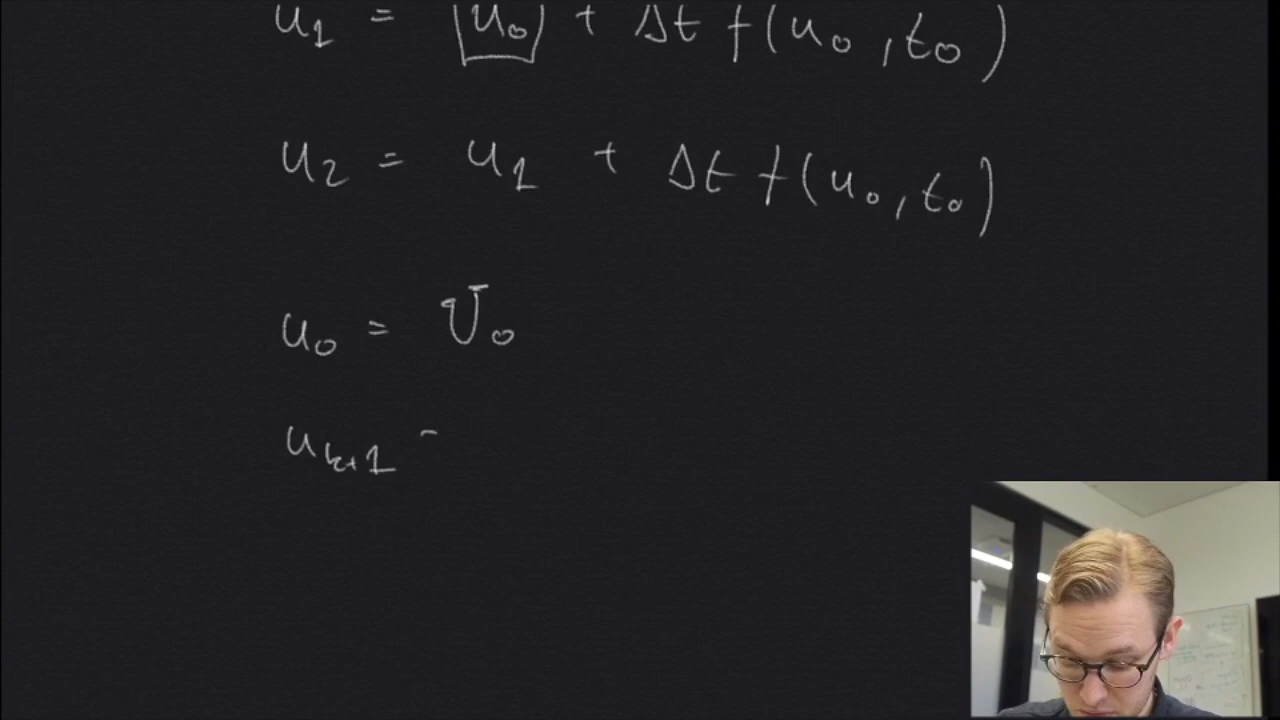 u₁ = u₀ + Δt f(u₀, t₀)
u₂ = u₁ + Δt f(u₀, t₀)
u₀ = U₀
uₖ₊₁ =